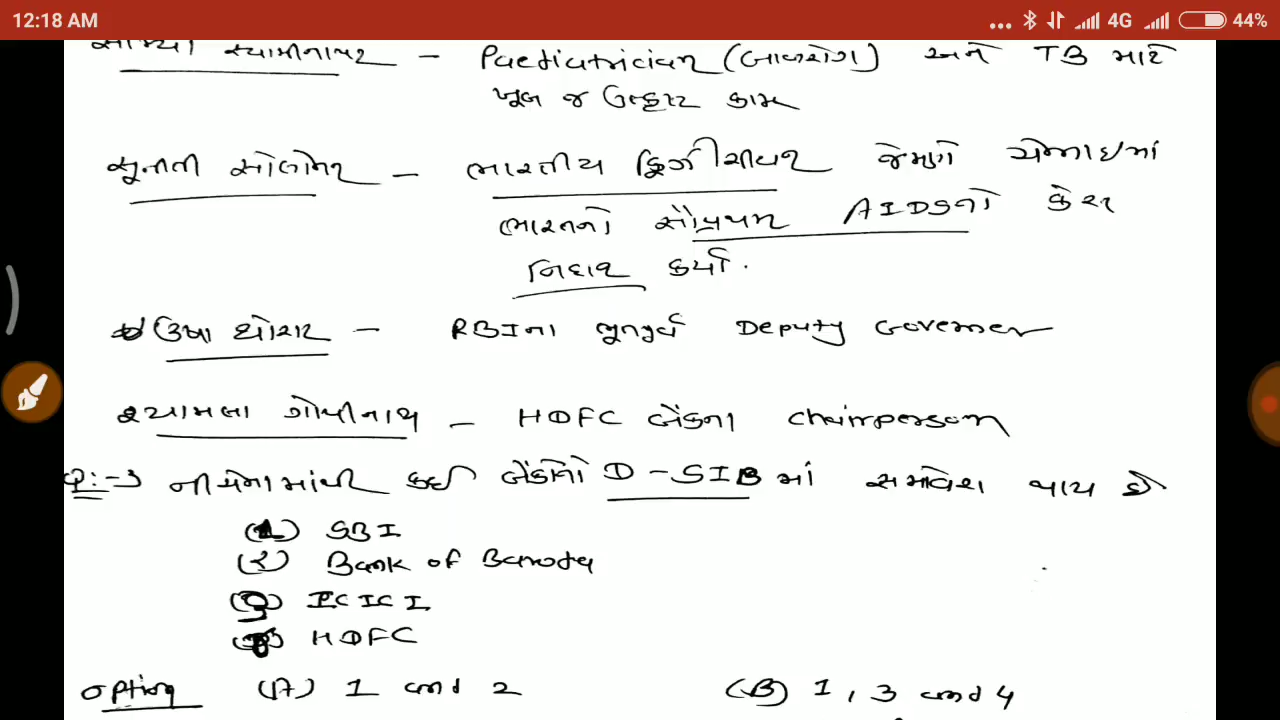 12:18 AM ... 4G 44%
સૌમ્યા સ્વામીનાથન – Paediatrician (બાળરોગ) અને TB માટે
ખૂબ જ ઉત્કૃષ્ટ કામ
સુનીતી સોલોમન – ભારતીય ફિઝીશીયન જેમણે ચેન્નાઇમાં
ભારતનો સૌપ્રથમ AIDSનો કેસ
નિદાન કર્યો.
ઉષા થોરાટ – RBIના ભૂતપૂર્વ Deputy Governer
શ્યામલા ગોપીનાથ – HDFC બેંકના Chairperson
Q:-3 નીચેનામાંથી કઈ બેંકોનો D-SIBમાં સમાવેશ થાય છે
(1) SBI
(2) Bank of Baroda
(3) ICICI
(4) HDFC
Option (A) 1 and 2 (B) 1, 3 and 4